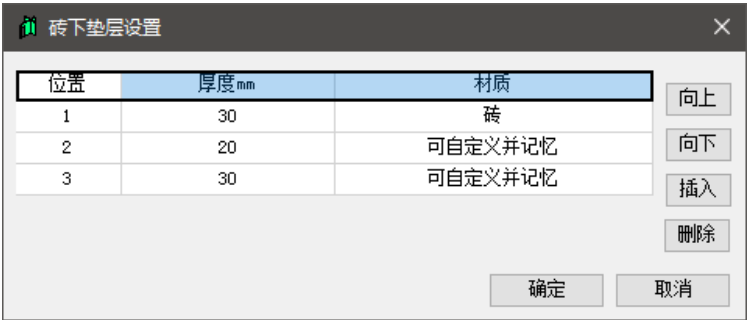 砖下垫层设置
位置 厚度mm 材质
1 30 砖
2 20 可自定义并记忆
3 30 可自定义并记忆
向上
向下
插入
删除
确定 取消